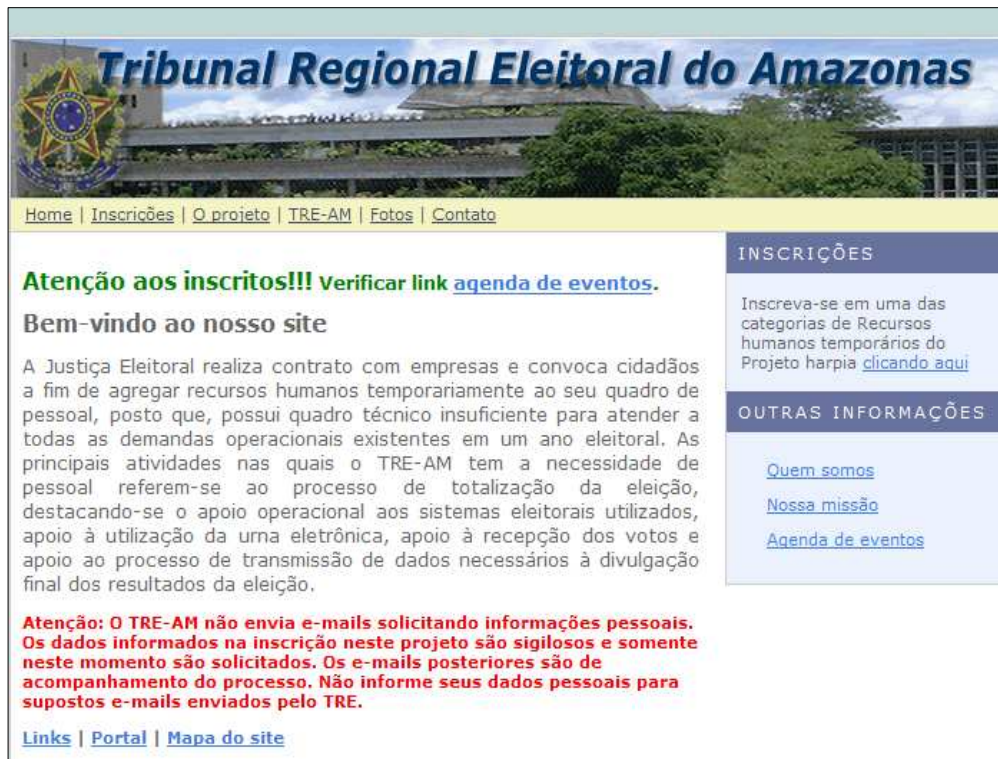 Tribunal Regional Eleitoral do Amazonas
Home | Inscrições | O projeto | TRE-AM | Fotos | Contato
Atenção aos inscritos!!! Verificar link agenda de eventos.
Bem-vindo ao nosso site
A Justiça Eleitoral realiza contrato com empresas e convoca cidadãos
a fim de agregar recursos humanos temporariamente ao seu quadro de
pessoal, posto que, possui quadro técnico insuficiente para atender a
todas as demandas operacionais existentes em um ano eleitoral. As
principais atividades nas quais o TRE-AM tem a necessidade de
pessoal referem-se ao processo de totalização da eleição,
destacando-se o apoio operacional aos sistemas eleitorais utilizados,
apoio à utilização da urna eletrônica, apoio à recepção dos votos e
apoio ao processo de transmissão de dados necessários à divulgação
final dos resultados da eleição.
Atenção: O TRE-AM não envia e-mails solicitando informações pessoais.
Os dados informados na inscrição neste projeto são sigilosos e somente
neste momento são solicitados. Os e-mails posteriores são de
acompanhamento do processo. Não informe seus dados pessoais para
supostos e-mails enviados pelo TRE.
Links | Portal | Mapa do site
INSCRIÇÕES
Inscreva-se em uma das
categorias de Recursos
humanos temporários do
Projeto harpia clicando aqui
OUTRAS INFORMAÇÕES
Quem somos
Nossa missão
Agenda de eventos